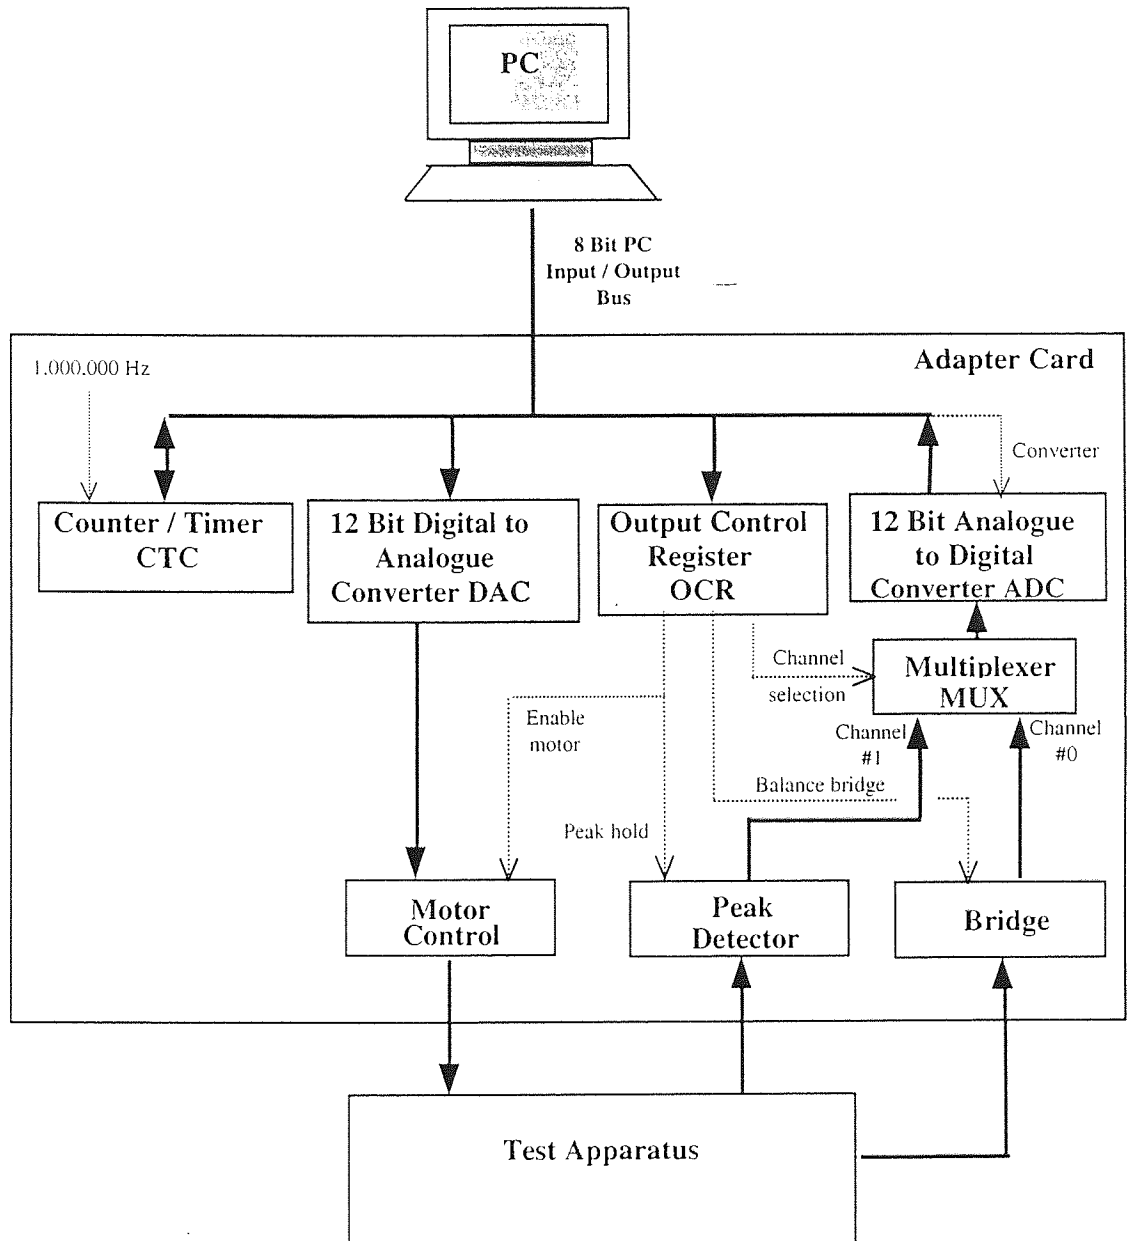 PC
8 Bit PC
Input / Output
Bus
Adapter Card
1.000.000 Hz
Converter
Counter / Timer
CTC
12 Bit Digital to
Analogue
Converter DAC
Output Control
Register
OCR
12 Bit Analogue
to Digital
Converter ADC
Channel
selection
Multiplexer
MUX
Enable
motor
Channel
#1
Channel
#0
Balance bridge
Peak hold
Motor
Control
Peak
Detector
Bridge
Test Apparatus